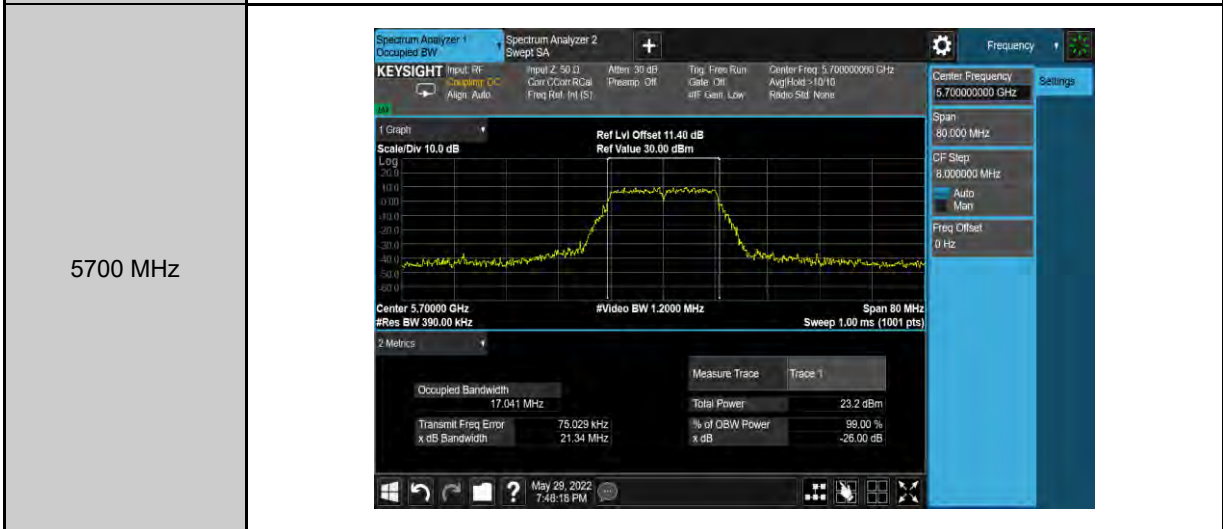 5700 MHz
Spectrum Analyzer 1
Occupied BW
Spectrum Analyzer 2
Swept SA
Frequency
KEYSIGHT
Input: RF
Coupling: DC
Align: Auto
Input Z: 50 Ω
Corr CCorr RCal
Freq Ref: Int (S)
Atten: 30 dB
Preamp: Off
Trig: Free Run
Gate: Off
#IF Gain: Low
Center Freq: 5.700000000 GHz
Avg|Hold:>10/10
Radio Std: None
Center Frequency
5.700000000 GHz
Settings
Span
80.000 MHz
CF Step
8.000000 MHz
Auto
Man
Freq Offset
0 Hz
1 Graph
Scale/Div 10.0 dB
Ref Lvl Offset 11.40 dB
Ref Value 30.00 dBm
Log
20.0
10.0
0.00
-10.0
-20.0
-30.0
-40.0
-50.0
-60.0
Center 5.70000 GHz
#Video BW 1.2000 MHz
Span 80 MHz
#Res BW 390.00 kHz
Sweep 1.00 ms (1001 pts)
2 Metrics
Measure Trace
Trace 1
Occupied Bandwidth
17.041 MHz
Total Power
23.2 dBm
Transmit Freq Error
75.029 kHz
% of OBW Power
99.00 %
x dB Bandwidth
21.34 MHz
x dB
-26.00 dB
May 29, 2022
7:48:18 PM